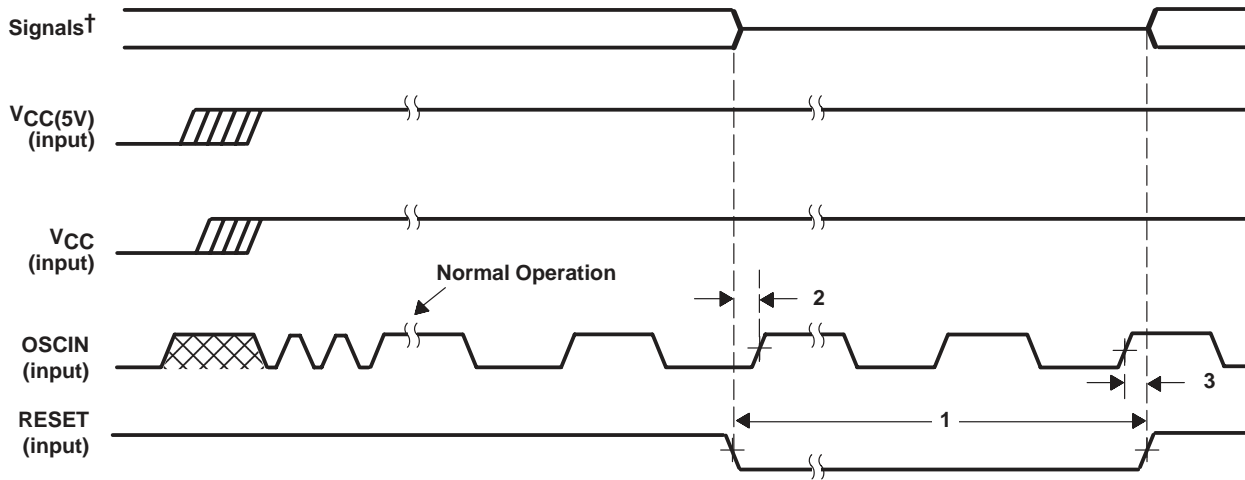 Signals†
VCC(5V)
(input)
VCC
(input)
Normal Operation
2
OSCIN
(input)
3
RESET
(input)
1